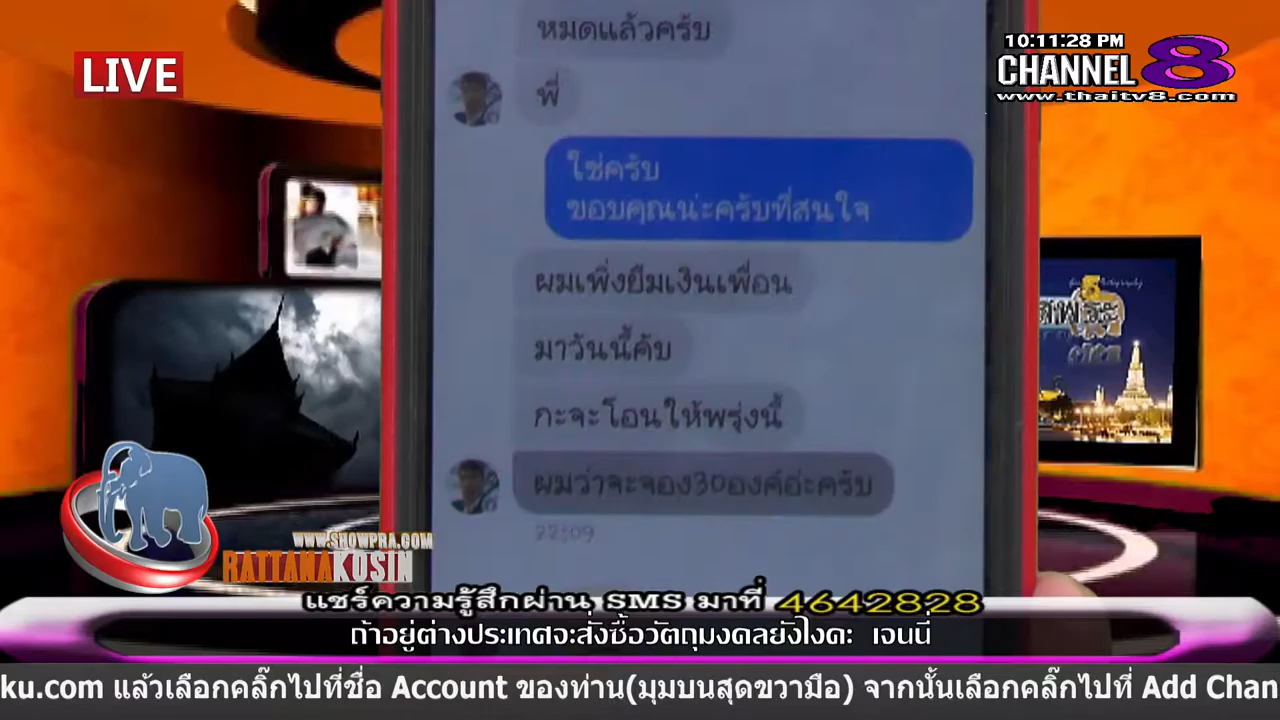 LIVE
10:11:28 PM
CHANNEL 8
www.thaitv8.com
หมดแล้วครับ
พี่
ใช่ครับ
ขอบคุณน่ะครับที่สนใจ
ผมเพิ่งยืมเงินเพื่อน
มาวันนี้คับ
กะจะโอนให้พรุ่งนี้
ผมว่าจะจอง30องค์อ่ะครับ
22:09
WWW.SHOWPRA.COM
RATTANAKOSIN
แชร์ความรู้สึกผ่าน SMS มาที่ 4642828
ถ้าอยู่ต่างประเทศจะสั่งซื้อวัตถุมงคลยังไงคะ เจนนี่
ku.com แล้วเลือกคลิ๊กไปที่ชื่อ Account ของท่าน(มุมบนสุดขวามือ) จากนั้นเลือกคลิ๊กไปที่ Add Chan